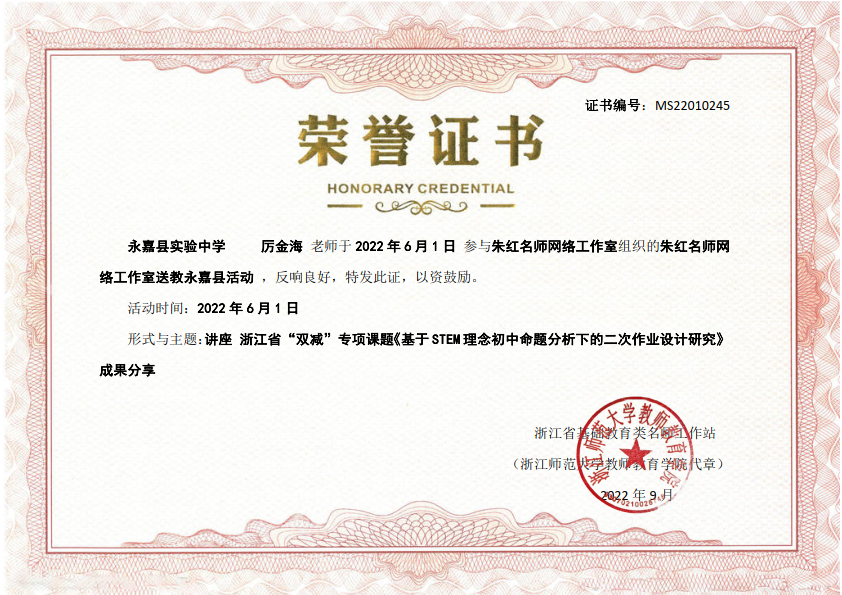 证书编号：MS22010245
荣誉证书
HONORARY CREDENTIAL
永嘉县实验中学 厉金海 老师于 2022 年 6 月 1 日 参与朱红名师网络工作室组织的朱红名师网
络工作室送教永嘉县活动 ，反响良好，特发此证，以资鼓励。
活动时间：2022 年 6 月 1 日
形式与主题：讲座 浙江省“双减”专项课题《基于 STEM 理念初中命题分析下的二次作业设计研究》
成果分享
浙江省基础教育类名师工作站
（浙江师范大学教师教育学院代章）
2022 年 9 月
浙江师范大学教师教育学院